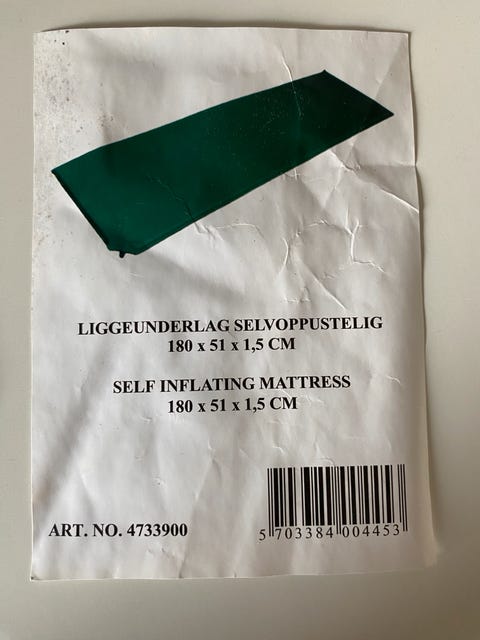 LIGGEUNDERLAG SELVOPPUSTELIG
180 x 51 x 1,5 CM
SELF INFLATING MATTRESS
180 x 51 x 1,5 CM
ART. NO. 4733900
5 703384 004453